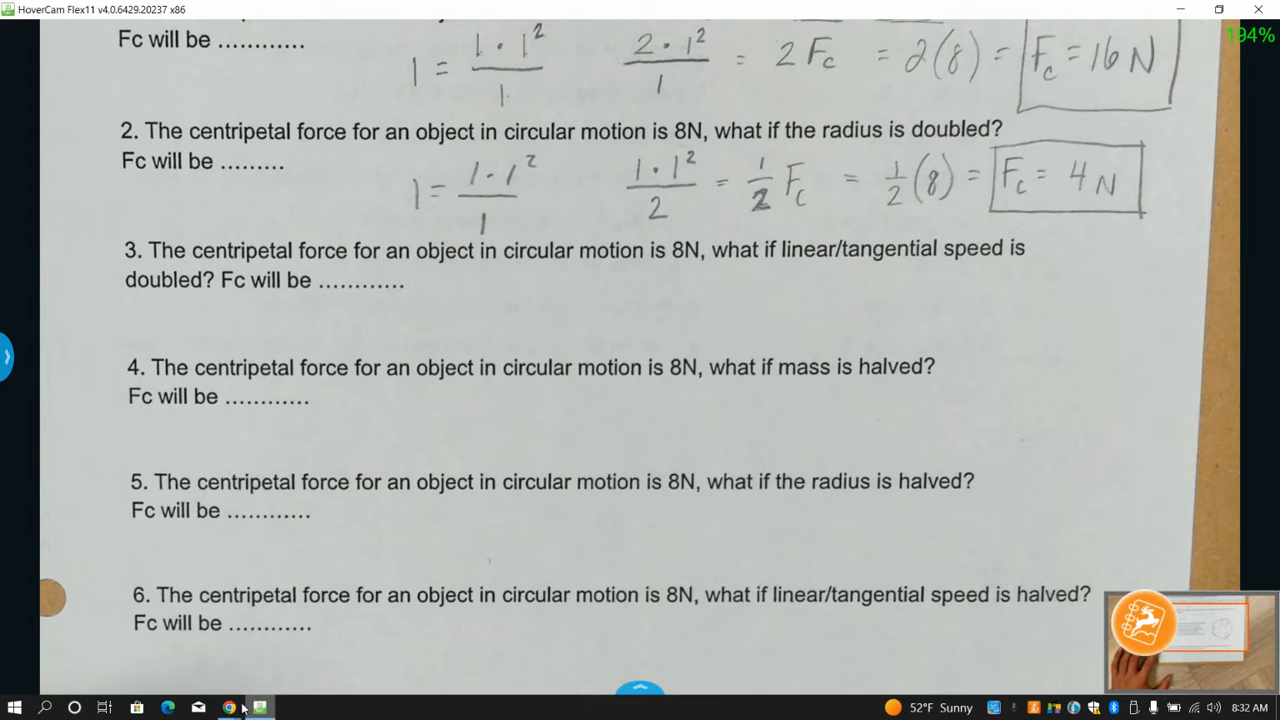 HoverCam Flex11 v4.0.6429.20237 x86
194%
Fc will be ............ 1 = 1 · 1² / 1 2 · 1² / 1 = 2 Fc = 2(8) = Fc = 16 N
2. The centripetal force for an object in circular motion is 8N, what if the radius is doubled?
Fc will be ......... 1 = 1 · 1² / 1 1 · 1² / 2 = 1/2 Fc = 1/2 (8) = Fc = 4 N
3. The centripetal force for an object in circular motion is 8N, what if linear/tangential speed is
doubled? Fc will be ............
4. The centripetal force for an object in circular motion is 8N, what if mass is halved?
Fc will be ............
5. The centripetal force for an object in circular motion is 8N, what if the radius is halved?
Fc will be ............
6. The centripetal force for an object in circular motion is 8N, what if linear/tangential speed is halved?
Fc will be ............
52°F Sunny
8:32 AM